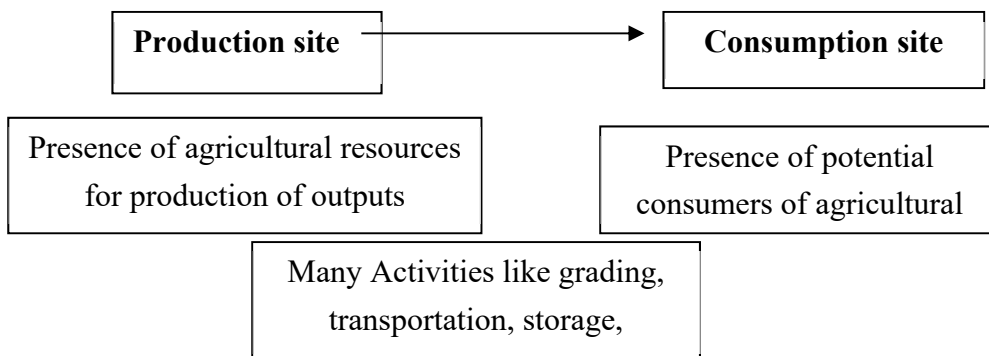 Production site
Consumption site
Presence of agricultural resources
for production of outputs
Presence of potential
consumers of agricultural
Many Activities like grading,
transportation, storage,